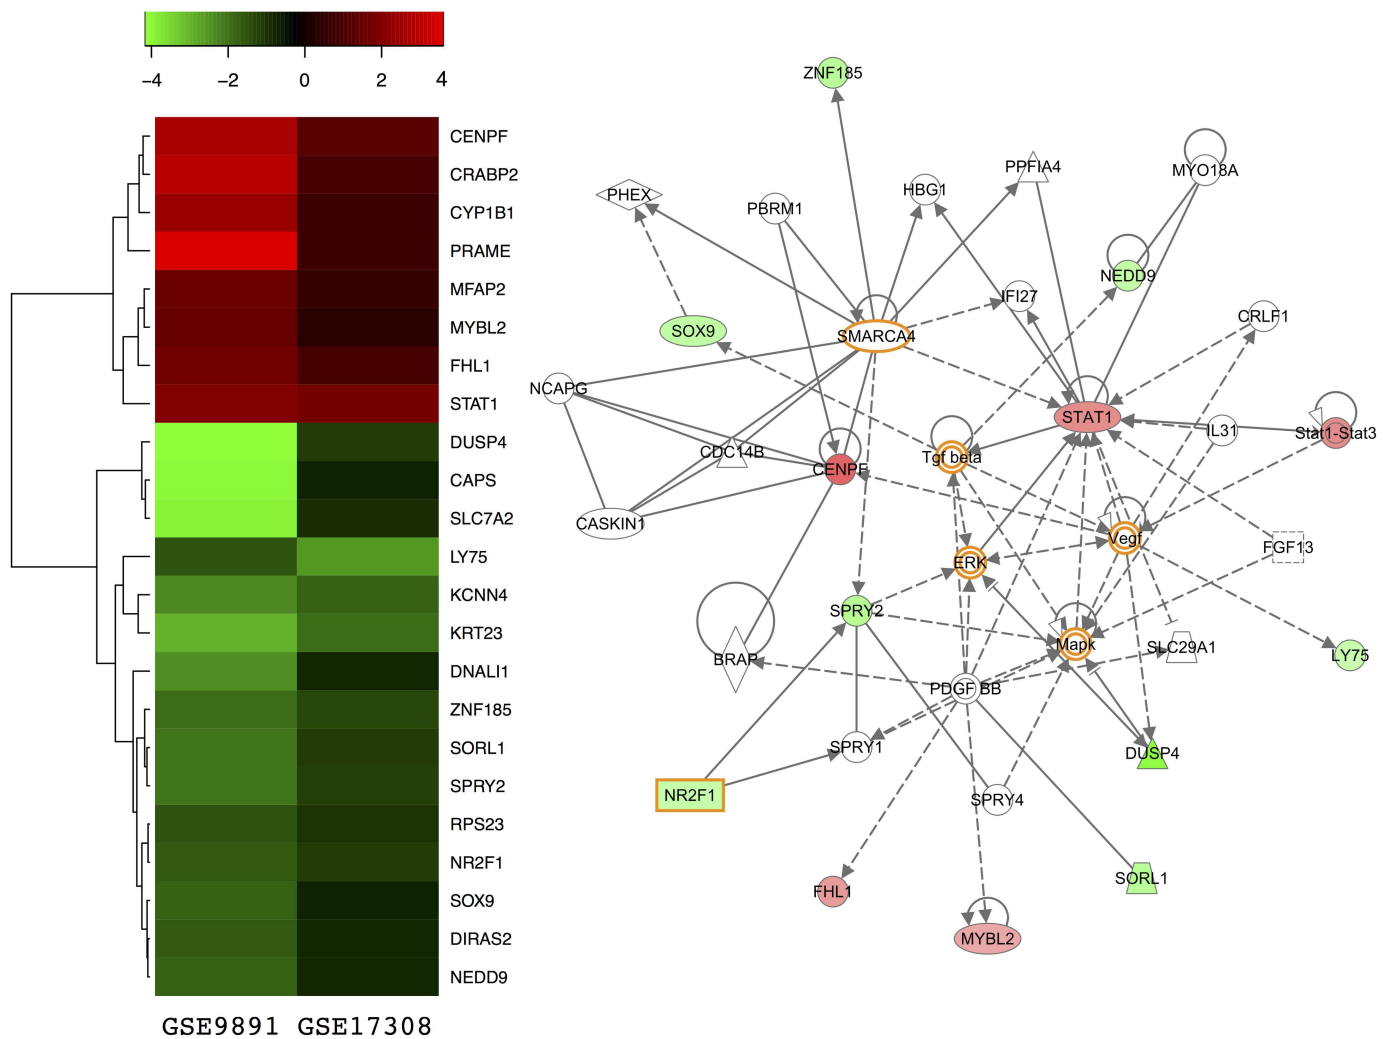 -4 -2 0 2 4
CENPF
CRABP2
CYP1B1
PRAME
MFAP2
MYBL2
FHL1
STAT1
DUSP4
CAPS
SLC7A2
LY75
KCNN4
KRT23
DNALI1
ZNF185
SORL1
SPRY2
RPS23
NR2F1
SOX9
DIRAS2
NEDD9
GSE9891 GSE17308
ZNF185
PPFIA4
MYO18A
PHEX
HBG1
PBRM1
NEDD9
IFI27
CRLF1
SOX9
SMARCA4
NCAPG
STAT1
IL31
Stat1-Stat3
CDC14B
Tgf beta
CENPF
CASKIN1
Vegf
FGF13
ERK
SPRY2
Mapk
SLC29A1
LY75
BRAP
PDGF BB
SPRY1
DUSP4
NR2F1
SPRY4
SORL1
FHL1
MYBL2